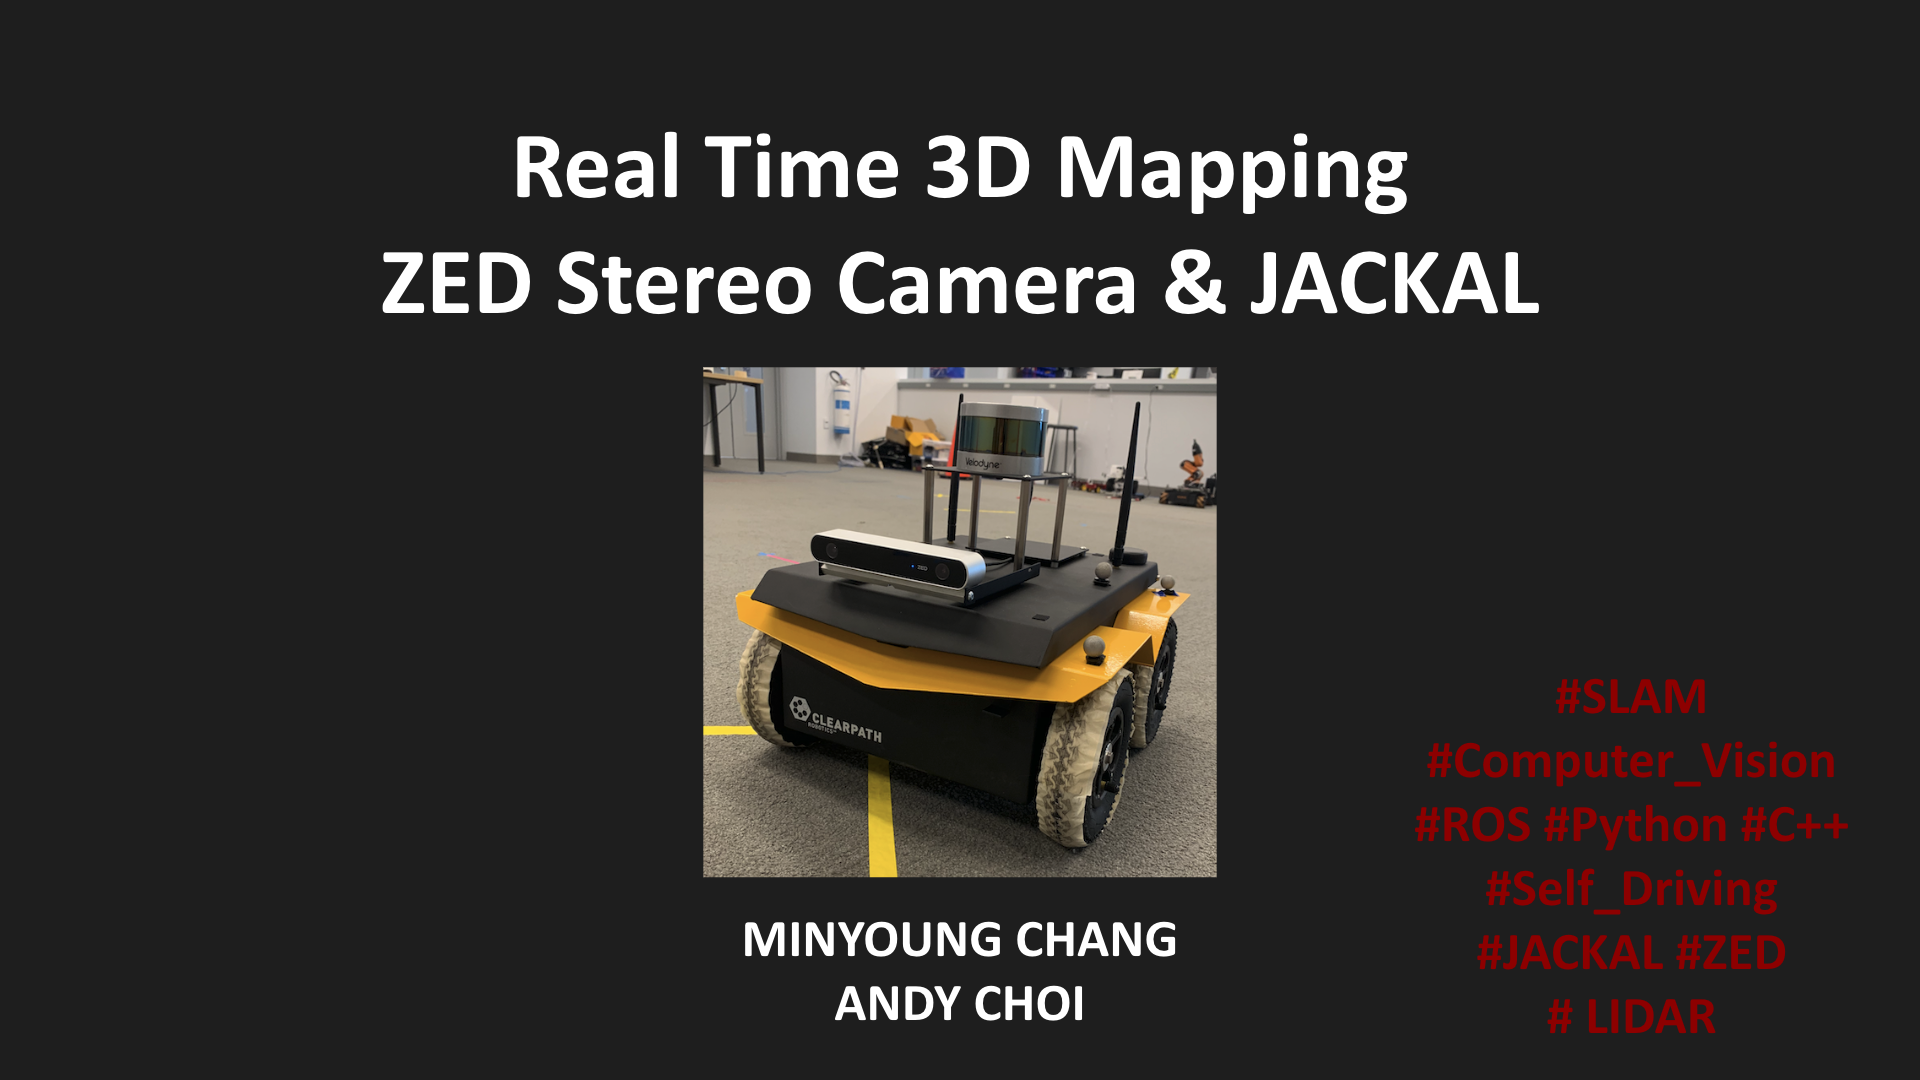 Real Time 3D Mapping
ZED Stereo Camera & JACKAL
Velodyne
ZED
CLEARPATH
ROBOTICS
MINYOUNG CHANG
ANDY CHOI
#SLAM
#Computer_Vision
#ROS #Python #C++
#Self_Driving
#JACKAL #ZED
# LIDAR